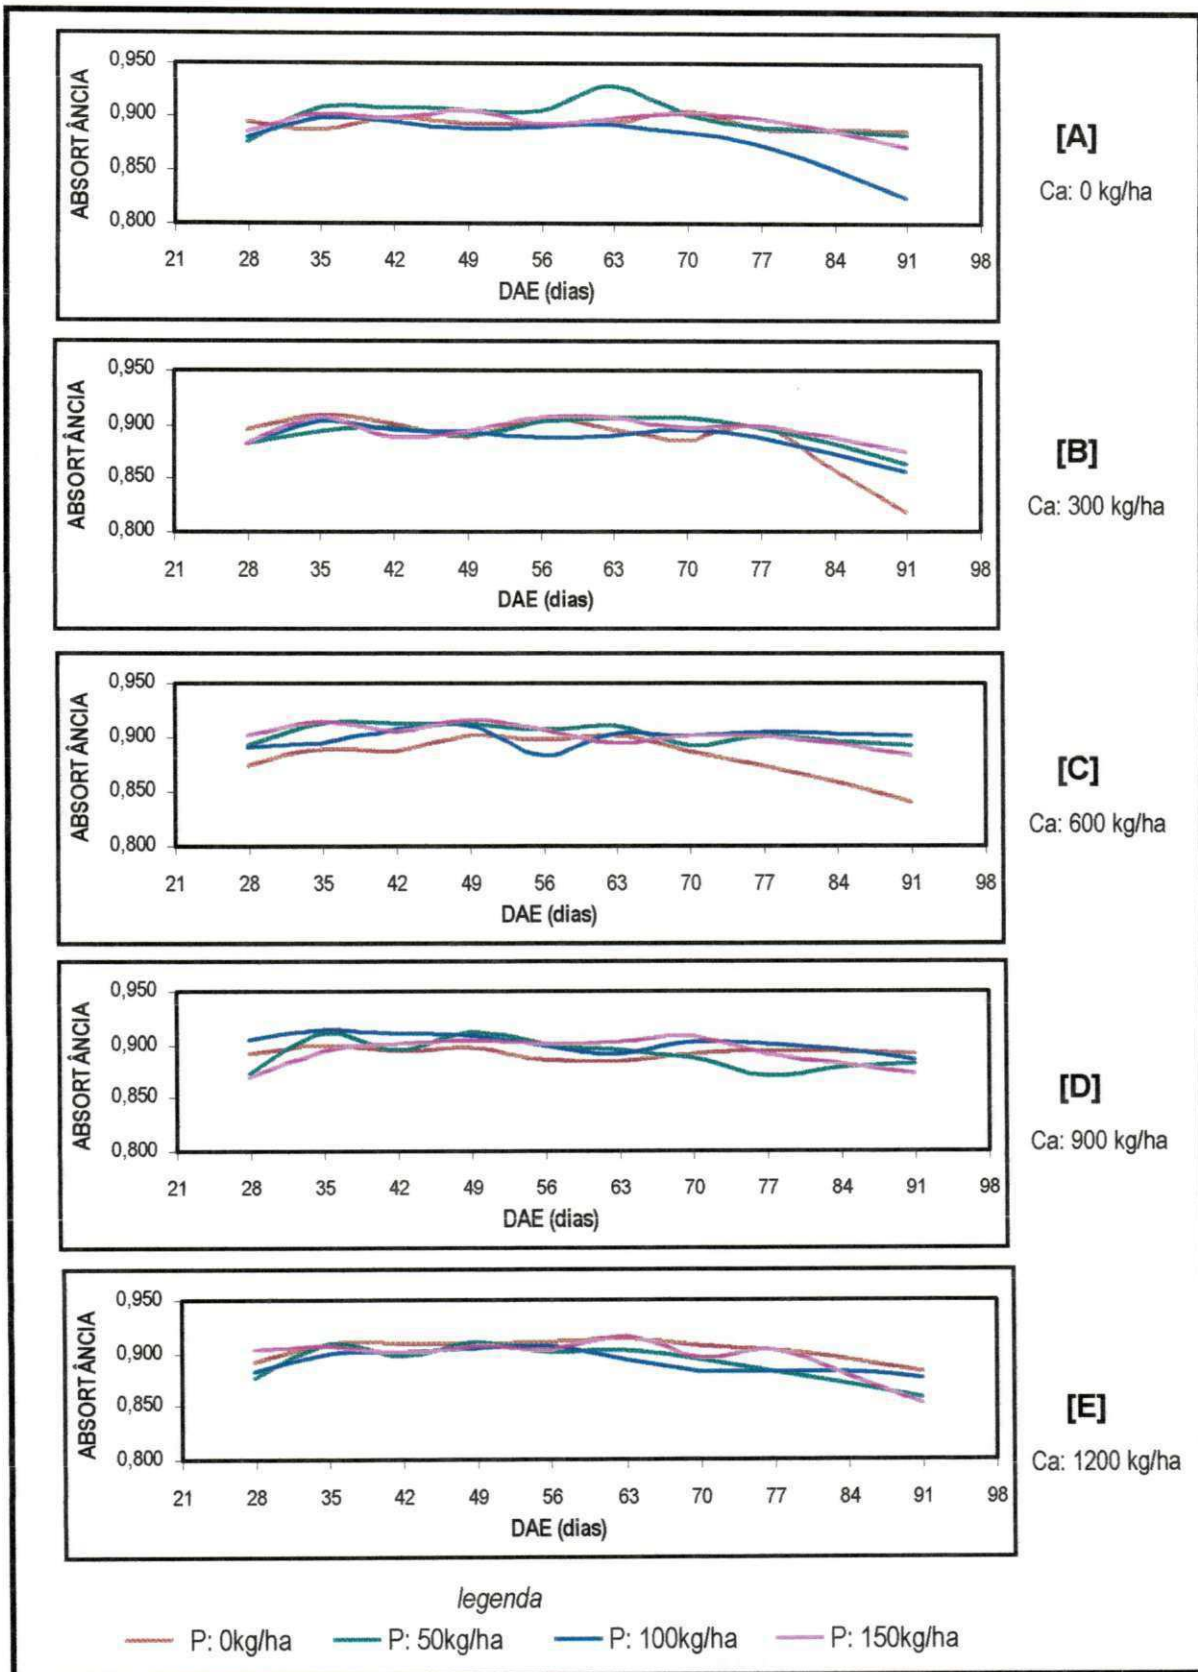 0,950
0,900
0,850
0,800
ABSORTÂNCIA
21 28 35 42 49 56 63 70 77 84 91 98
DAE (dias)
[A]
Ca: 0 kg/ha
0,950
0,900
0,850
0,800
ABSORTÂNCIA
21 28 35 42 49 56 63 70 77 84 91 98
DAE (dias)
[B]
Ca: 300 kg/ha
0,950
0,900
0,850
0,800
ABSORTÂNCIA
21 28 35 42 49 56 63 70 77 84 91 98
DAE (dias)
[C]
Ca: 600 kg/ha
0,950
0,900
0,850
0,800
ABSORTÂNCIA
21 28 35 42 49 56 63 70 77 84 91 98
DAE (dias)
[D]
Ca: 900 kg/ha
0,950
0,900
0,850
0,800
ABSORTÂNCIA
21 28 35 42 49 56 63 70 77 84 91 98
DAE (dias)
[E]
Ca: 1200 kg/ha
legenda
P: 0kg/ha P: 50kg/ha P: 100kg/ha P: 150kg/ha